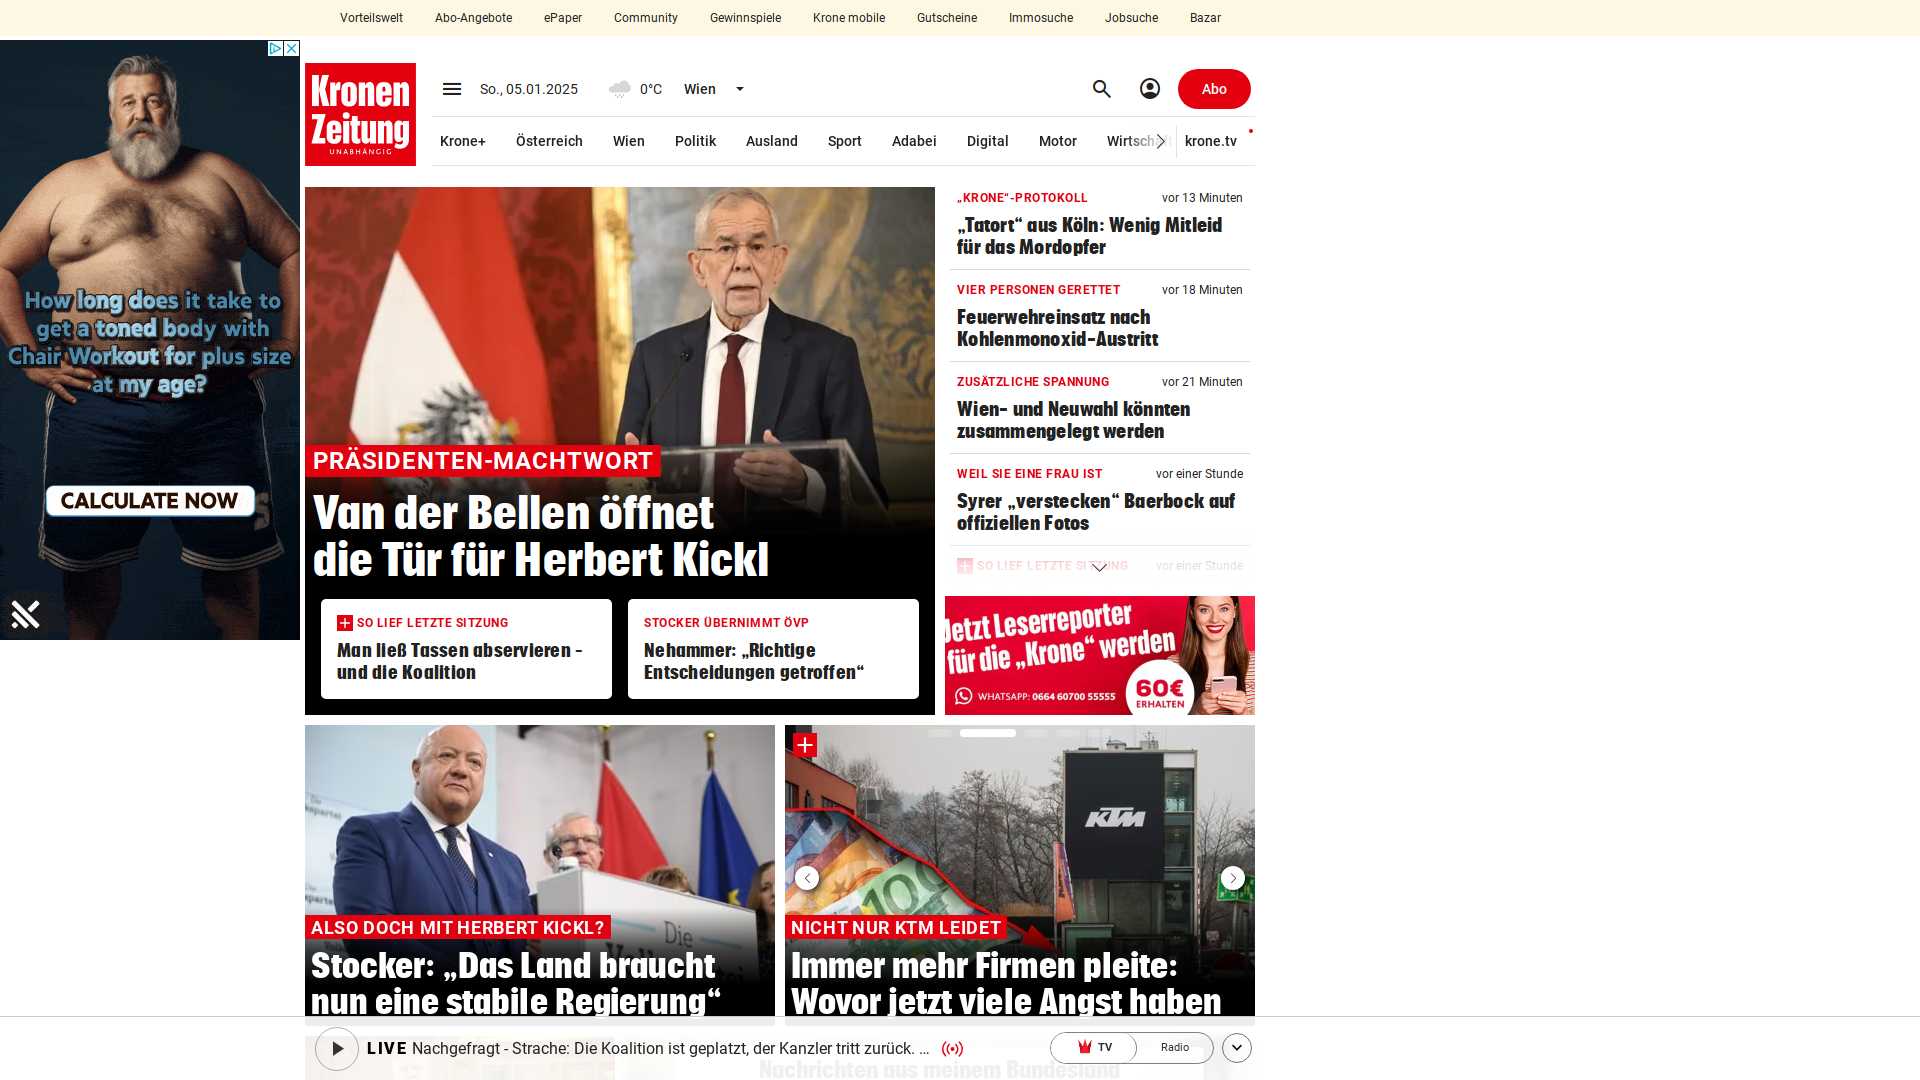 Vorteilswelt
Abo-Angebote
ePaper
Community
Gewinnspiele
Krone mobile
Gutscheine
Immosuche
Jobsuche
Bazar
How long does it take to
get a toned body with
Chair Workout for plus size
at my age?
CALCULATE NOW
Kronen
Zeitung
UNABHÄNGIG
So., 05.01.2025
0°C
Wien
Abo
Krone+
Österreich
Wien
Politik
Ausland
Sport
Adabei
Digital
Motor
Wirtschaft
krone.tv
PRÄSIDENTEN-MACHTWORT
Van der Bellen öffnet
die Tür für Herbert Kickl
SO LIEF LETZTE SITZUNG
Man ließ Tassen abservieren -
und die Koalition
STOCKER ÜBERNIMMT ÖVP
Nehammer: „Richtige
Entscheidungen getroffen“
„KRONE“-PROTOKOLL
vor 13 Minuten
„Tatort“ aus Köln: Wenig Mitleid
für das Mordopfer
VIER PERSONEN GERETTET
vor 18 Minuten
Feuerwehreinsatz nach
Kohlenmonoxid-Austritt
ZUSÄTZLICHE SPANNUNG
vor 21 Minuten
Wien- und Neuwahl könnten
zusammengelegt werden
WEIL SIE EINE FRAU IST
vor einer Stunde
Syrer „verstecken“ Baerbock auf
offiziellen Fotos
SO LIEF LETZTE SITZUNG
vor einer Stunde
Jetzt Leserreporter
für die „Krone“ werden
WHATSAPP: 0664 60700 55555
60€
ERHALTEN
Die
ALSO DOCH MIT HERBERT KICKL?
Stocker: „Das Land braucht
nun eine stabile Regierung“
KTM
100
NICHT NUR KTM LEIDET
Immer mehr Firmen pleite:
Wovor jetzt viele Angst haben
LIVE Nachgefragt - Strache: Die Koalition ist geplatzt, der Kanzler tritt zurück. ...
TV
Radio
Nachrichten aus meinem Bundesland